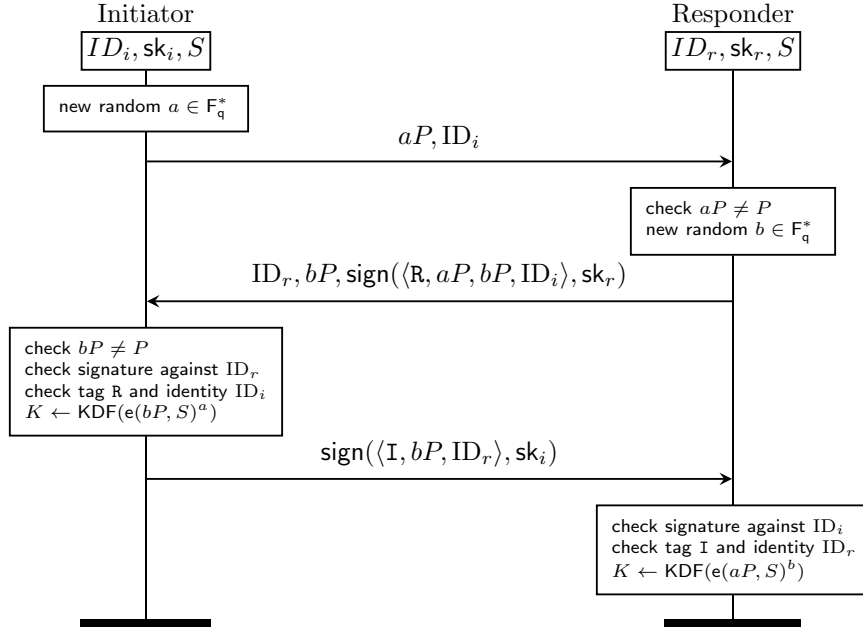 Initiator
Responder
ID_i, sk_i, S
ID_r, sk_r, S
new random a ∈ F_q^*
aP, ID_i
check aP ≠ P
new random b ∈ F_q^*
ID_r, bP, sign(⟨R, aP, bP, ID_i⟩, sk_r)
check bP ≠ P
check signature against ID_r
check tag R and identity ID_i
K ← KDF(e(bP, S)^a)
sign(⟨I, bP, ID_r⟩, sk_i)
check signature against ID_i
check tag I and identity ID_r
K ← KDF(e(aP, S)^b)